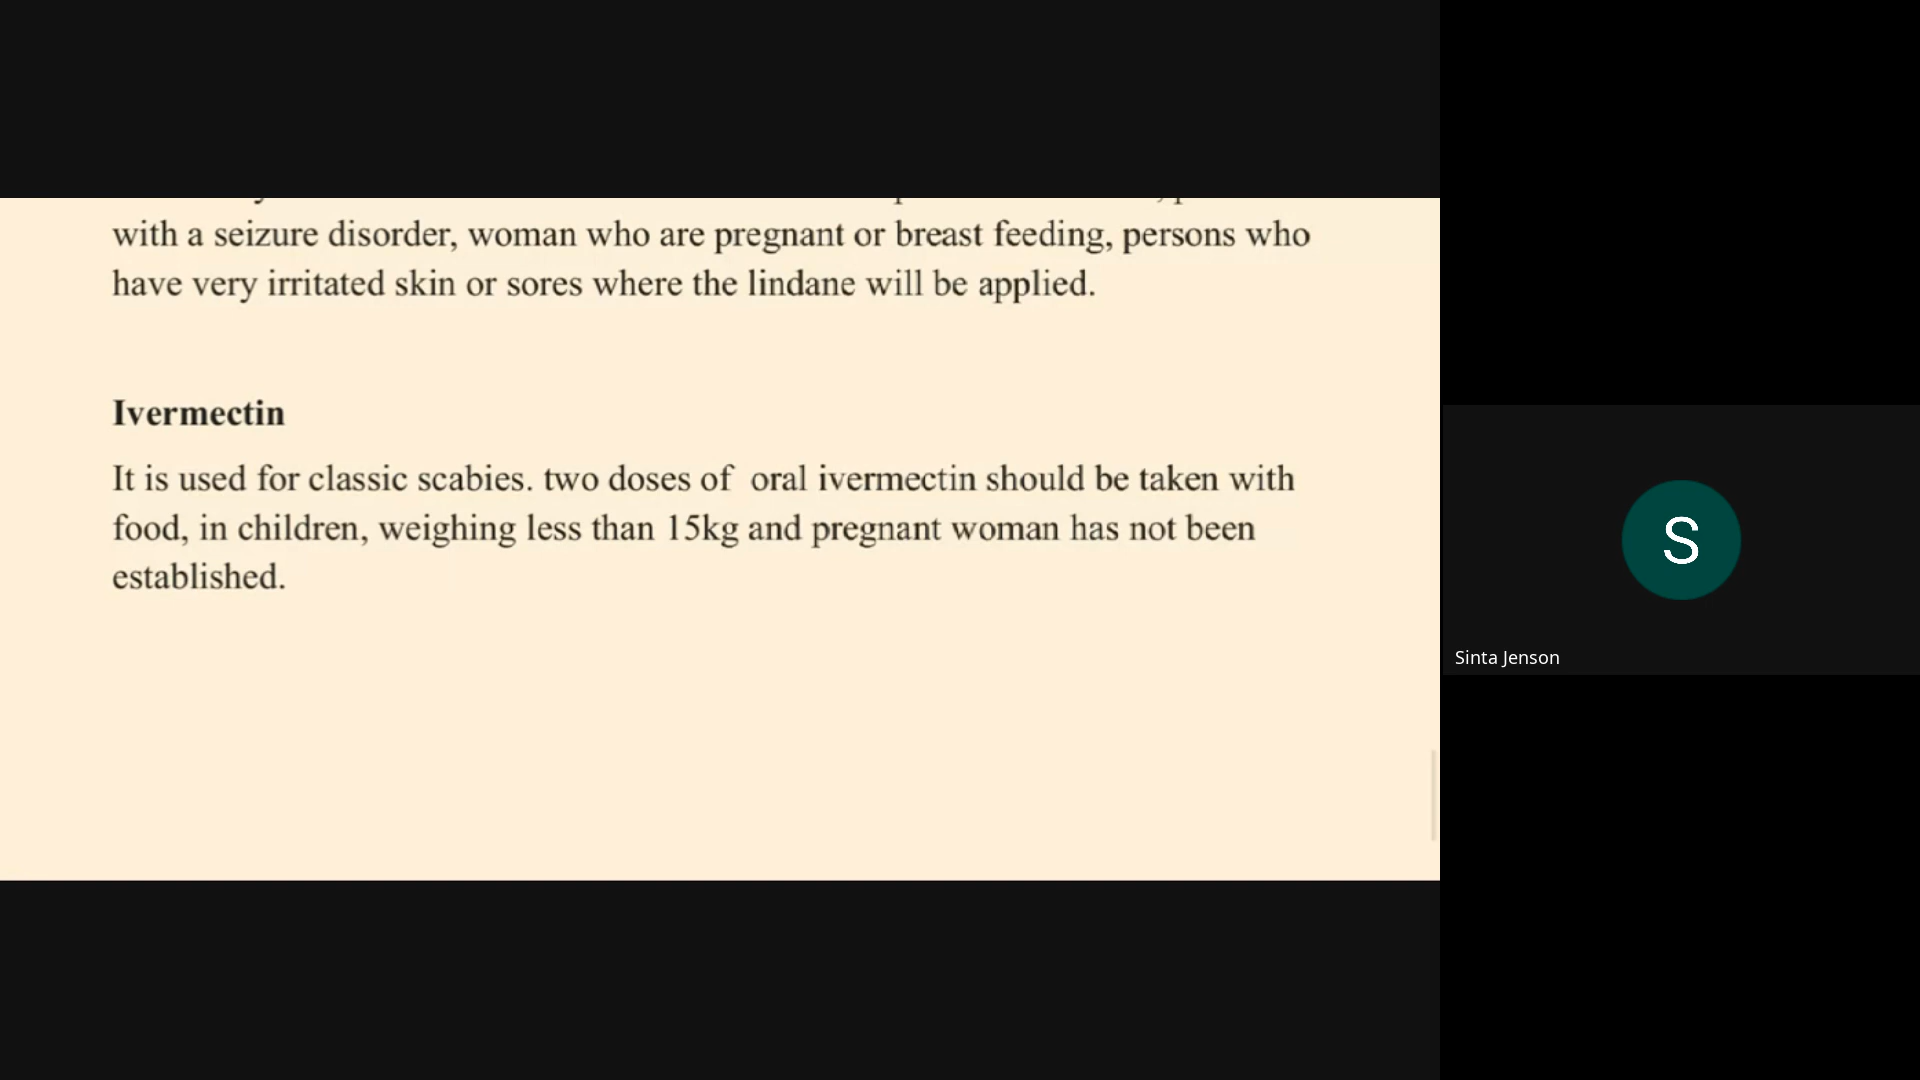 with a seizure disorder, woman who are pregnant or breast feeding, persons who
have very irritated skin or sores where the lindane will be applied.
Ivermectin
It is used for classic scabies. two doses of  oral ivermectin should be taken with
food, in children, weighing less than 15kg and pregnant woman has not been
established.
S
Sinta Jenson